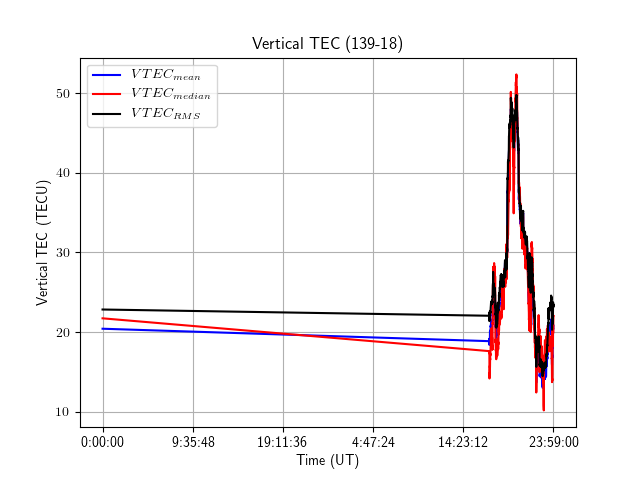 Vertical TEC (139-18)
VTEC_mean
VTEC_median
VTEC_RMS
Vertical TEC (TECU)
50
40
30
20
10
0:00:00 9:35:48 19:11:36 4:47:24 14:23:12 23:59:00
Time (UT)